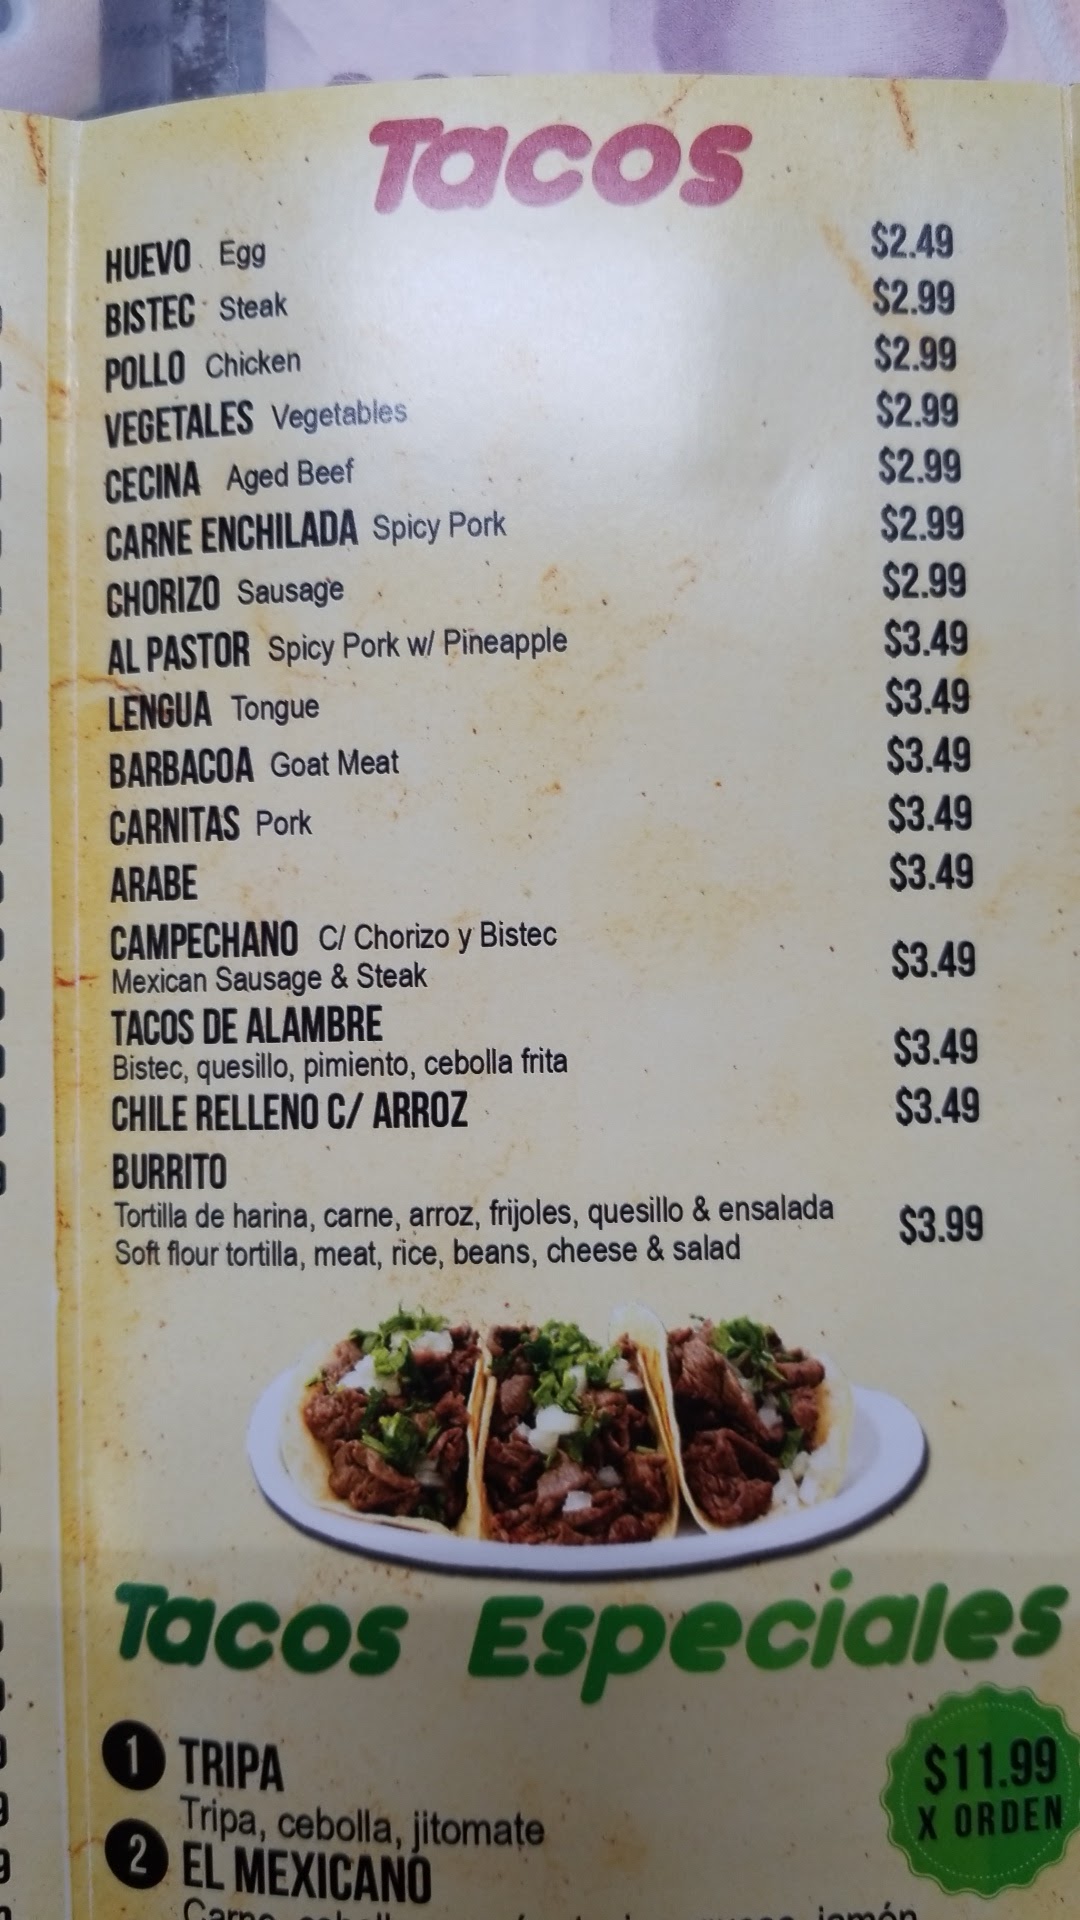 Tacos
HUEVO Egg $2.49
BISTEC Steak $2.99
POLLO Chicken $2.99
VEGETALES Vegetables $2.99
CECINA Aged Beef $2.99
CARNE ENCHILADA Spicy Pork $2.99
CHORIZO Sausage $2.99
AL PASTOR Spicy Pork w/ Pineapple $3.49
LENGUA Tongue $3.49
BARBACOA Goat Meat $3.49
CARNITAS Pork $3.49
ARABE $3.49
CAMPECHANO C/ Chorizo y Bistec
Mexican Sausage & Steak $3.49
TACOS DE ALAMBRE
Bistec, quesillo, pimiento, cebolla frita $3.49
CHILE RELLENO C/ ARROZ $3.49
BURRITO
Tortilla de harina, carne, arroz, frijoles, quesillo & ensalada
Soft flour tortilla, meat, rice, beans, cheese & salad $3.99
Tacos Especiales
1 TRIPA
Tripa, cebolla, jitomate
$11.99
X ORDEN
2 EL MEXICANO
Carne
jamón